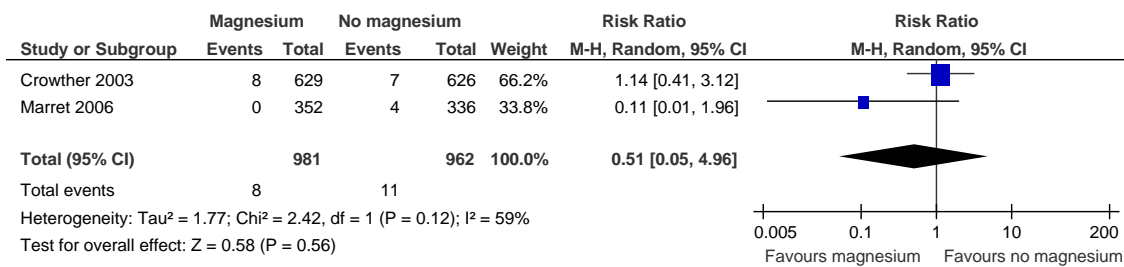 Magnesium No magnesium Risk Ratio Risk Ratio
Study or Subgroup Events Total Events Total Weight M-H, Random, 95% CI M-H, Random, 95% CI
Crowther 2003 8 629 7 626 66.2% 1.14 [0.41, 3.12]
Marret 2006 0 352 4 336 33.8% 0.11 [0.01, 1.96]
Total (95% CI) 981 962 100.0% 0.51 [0.05, 4.96]
Total events 8 11
Heterogeneity: Tau² = 1.77; Chi² = 2.42, df = 1 (P = 0.12); I² = 59%
Test for overall effect: Z = 0.58 (P = 0.56)
0.005 0.1 1 10 200
Favours magnesium Favours no magnesium